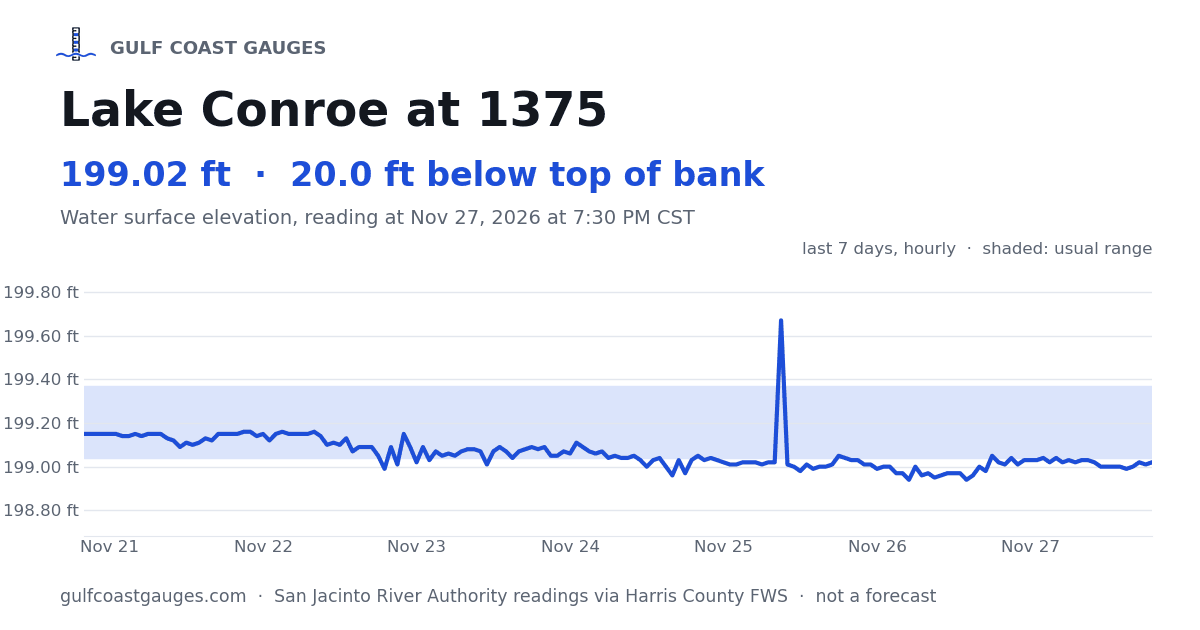 GULF COAST GAUGES
Lake Conroe at 1375
199.02 ft · 20.0 ft below top of bank
Water surface elevation, reading at Nov 27, 2026 at 7:30 PM CST
last 7 days, hourly · shaded: usual range
199.80 ft
199.60 ft
199.40 ft
199.20 ft
199.00 ft
198.80 ft
Nov 21 Nov 22 Nov 23 Nov 24 Nov 25 Nov 26 Nov 27
gulfcoastgauges.com · San Jacinto River Authority readings via Harris County FWS · not a forecast